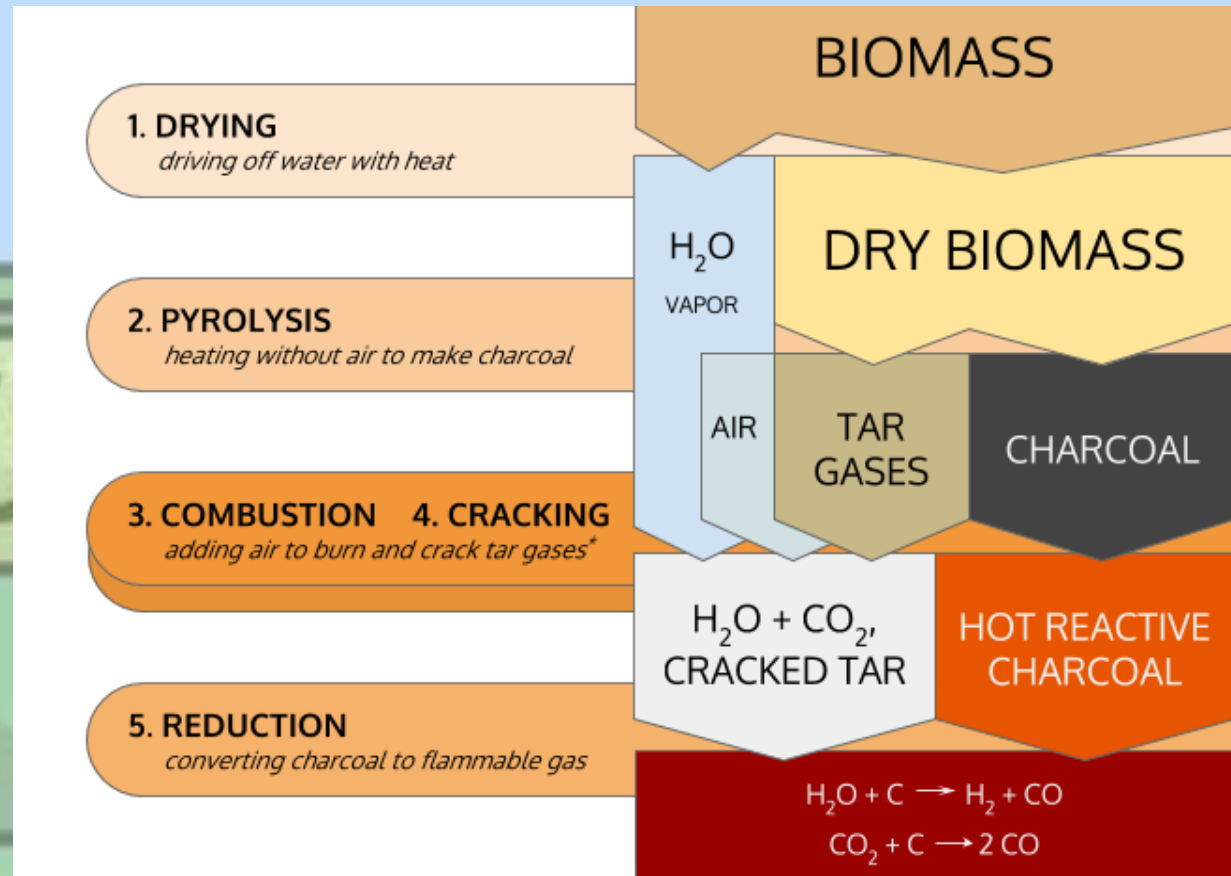 BIOMASS
1. DRYING
driving off water with heat
H₂O
VAPOR
DRY BIOMASS
2. PYROLYSIS
heating without air to make charcoal
AIR
TAR
GASES
CHARCOAL
3. COMBUSTION 4. CRACKING
adding air to burn and crack tar gases*
H₂O + CO₂,
CRACKED TAR
HOT REACTIVE
CHARCOAL
5. REDUCTION
converting charcoal to flammable gas
H₂O + C → H₂ + CO
CO₂ + C → 2 CO